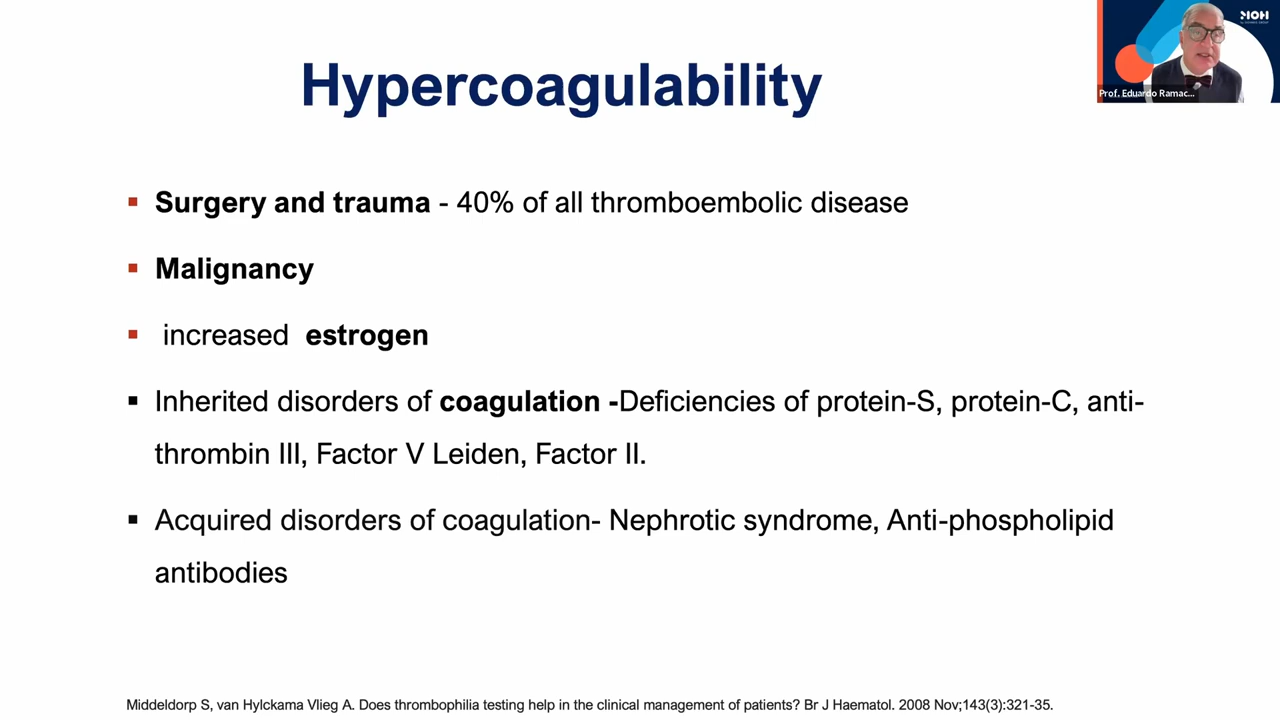 Hypercoagulability
Surgery and trauma - 40% of all thromboembolic disease
Malignancy
increased estrogen
Inherited disorders of coagulation -Deficiencies of protein-S, protein-C, anti-
thrombin III, Factor V Leiden, Factor II.
Acquired disorders of coagulation- Nephrotic syndrome, Anti-phospholipid
antibodies
Middeldorp S, van Hylckama Vlieg A. Does thrombophilia testing help in the clinical management of patients? Br J Haematol. 2008 Nov;143(3):321-35.
Prof. Eduardo Ramac...